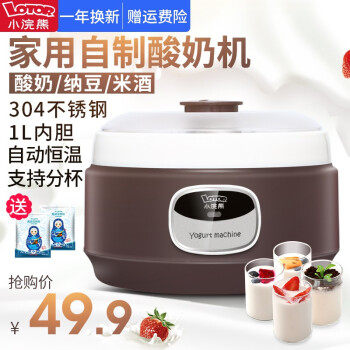 LOTOR
小浣熊
一年换新 赠运费险
家用自制酸奶机
酸奶/纳豆/米酒
304不锈钢
1L内胆
自动恒温
支持分杯
送
LOTOR
小浣熊
Yogurt machine
抢购价
¥49.9